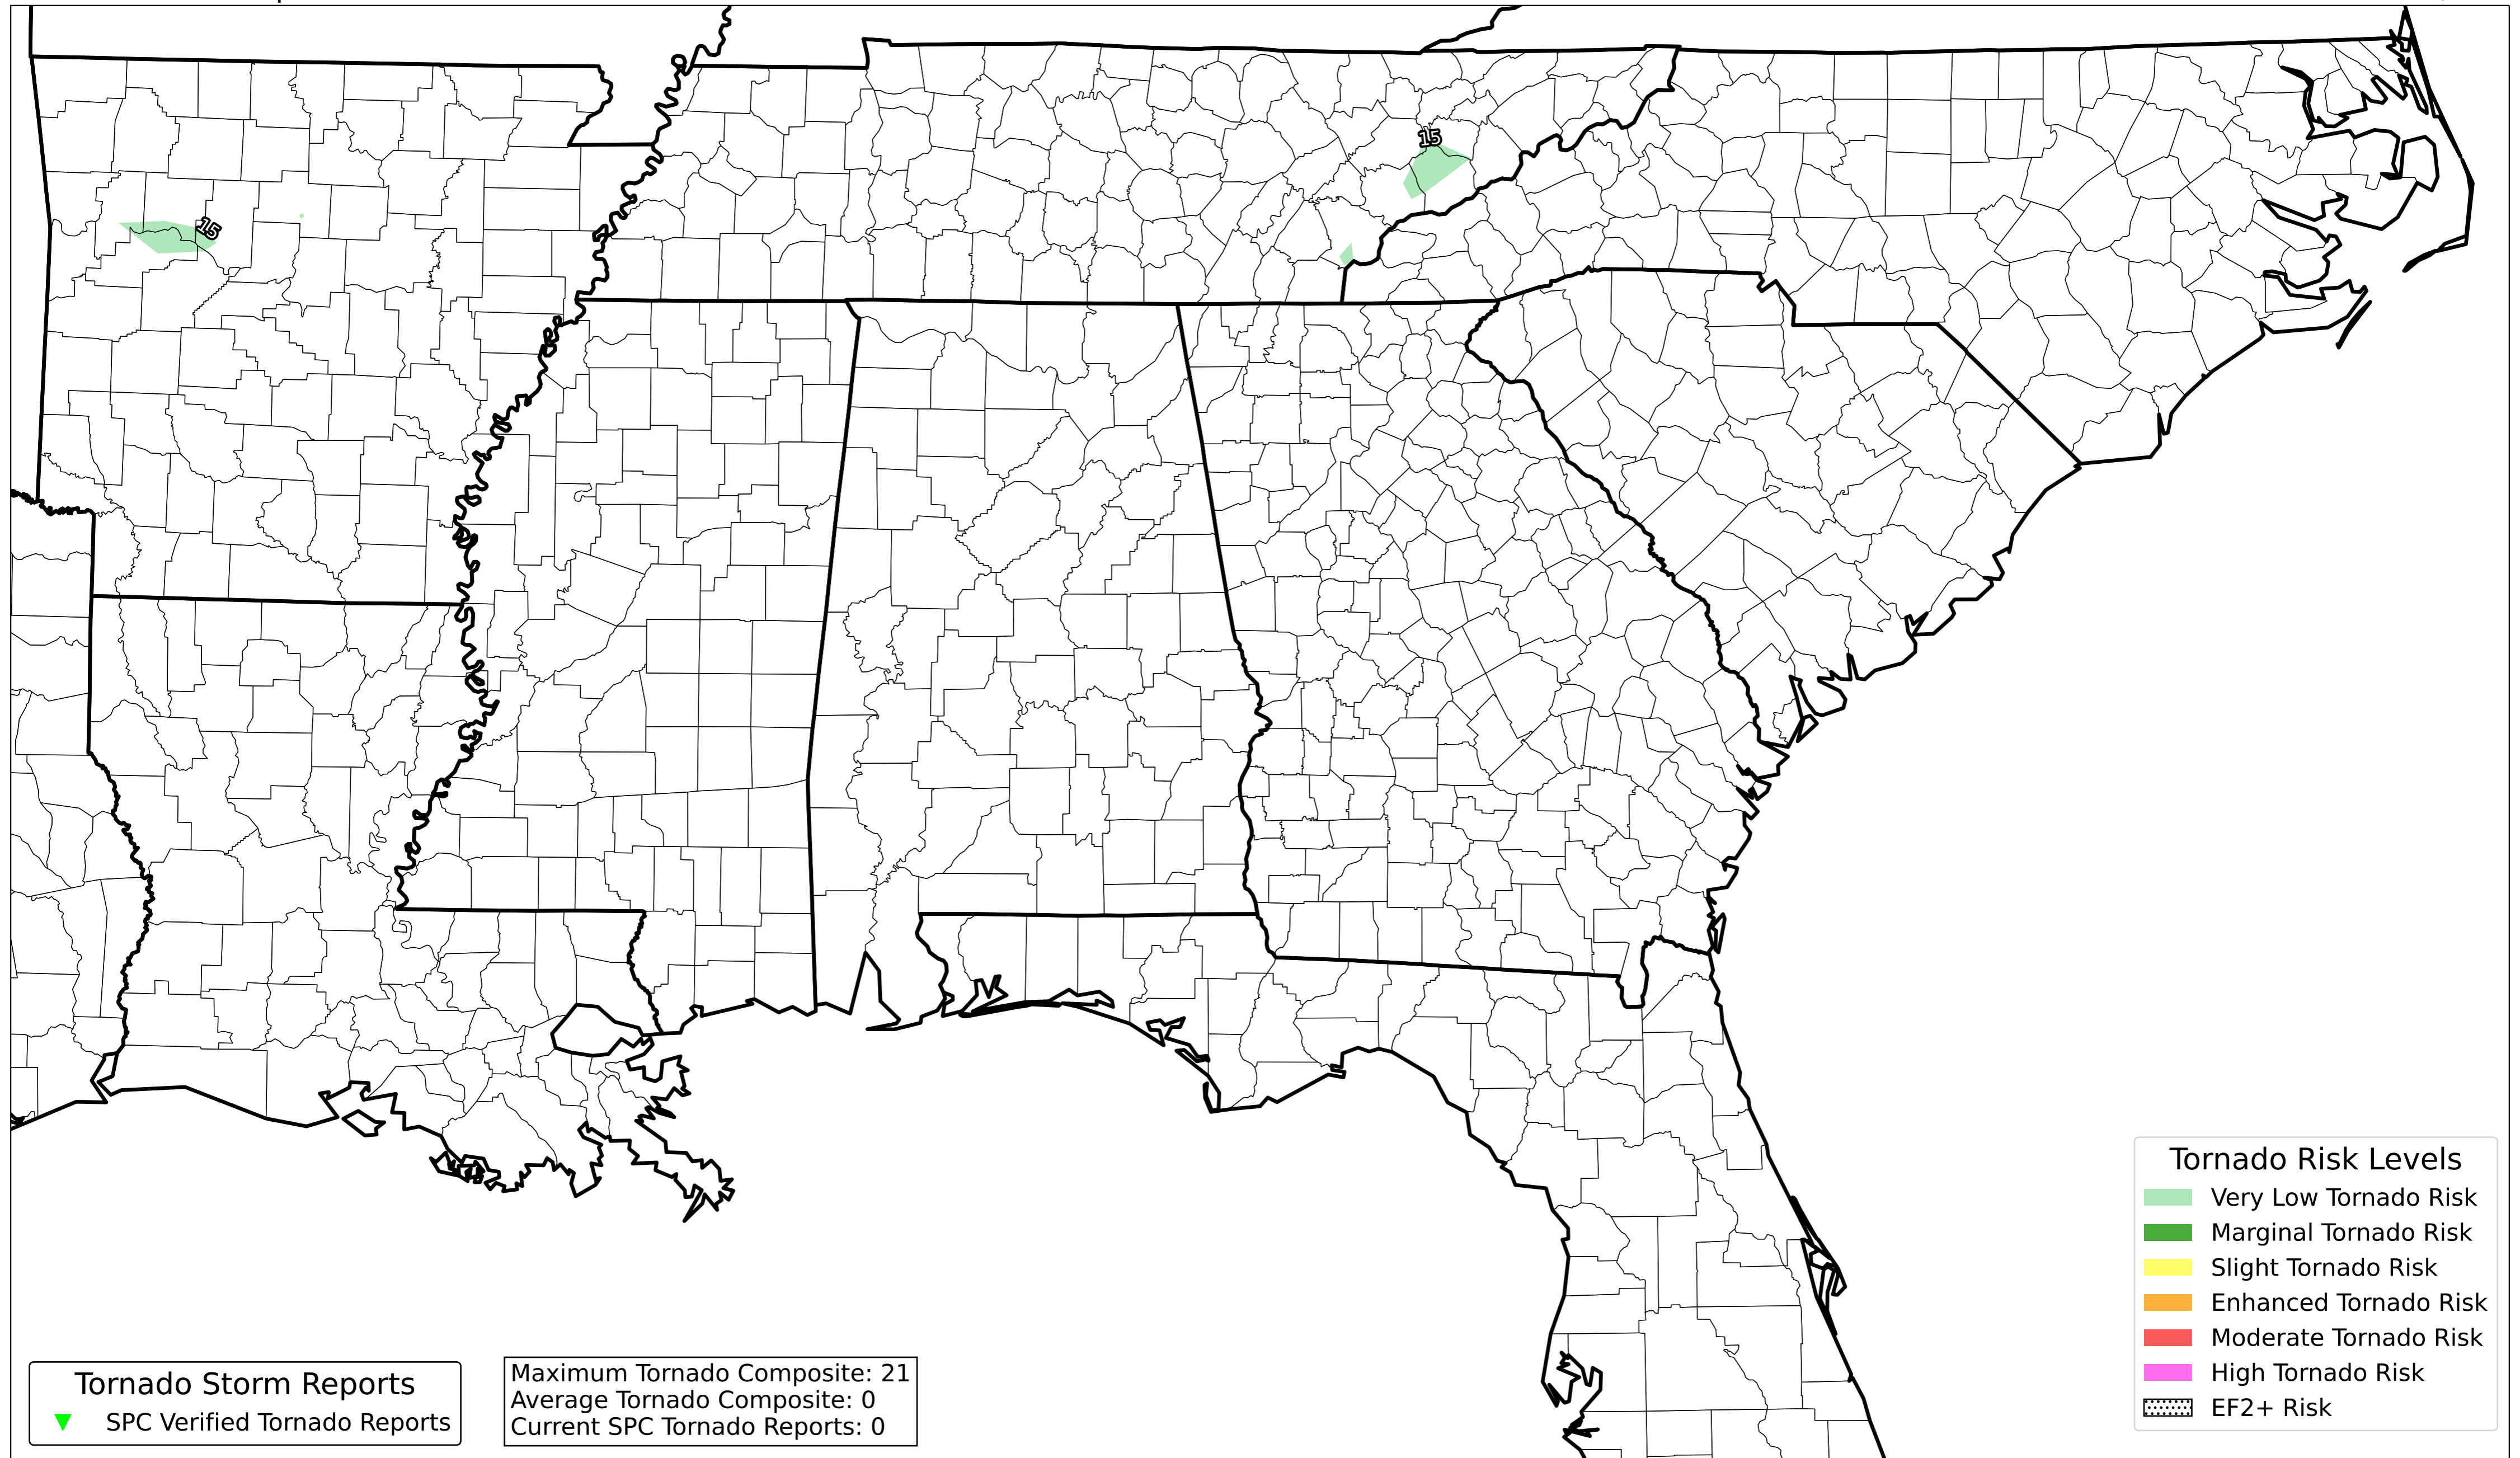 15
15
Tornado Risk Levels
Very Low Tornado Risk
Marginal Tornado Risk
Slight Tornado Risk
Enhanced Tornado Risk
Moderate Tornado Risk
High Tornado Risk
EF2+ Risk
Tornado Storm Reports
SPC Verified Tornado Reports
Maximum Tornado Composite: 21
Average Tornado Composite: 0
Current SPC Tornado Reports: 0